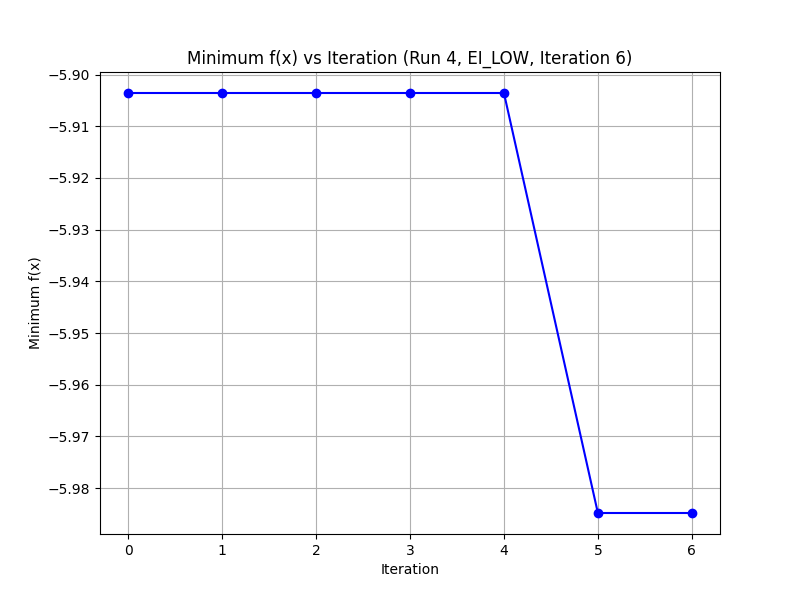 Minimum f(x) vs Iteration (Run 4, EI_LOW, Iteration 6)
Minimum f(x)
−5.90
−5.91
−5.92
−5.93
−5.94
−5.95
−5.96
−5.97
−5.98
0 1 2 3 4 5 6
Iteration